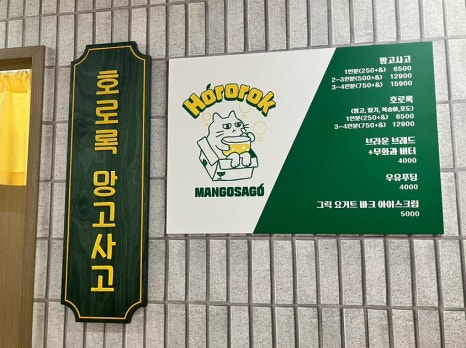 호로록 망고사고
Hororok
MANGOSAGÓ
망고사고
1인분(250+&) 6500
2~3인분(500+&) 12900
3~4인분(750+&) 15900
호로록
(망고, 딸기, 복숭아, 포도)
1인분(250+&) 6500
3~4인분(750+&) 12900
브라운 브레드
+무화과 버터
4000
우유푸딩
4000
그릭 요거트 바크 아이스크림
5000